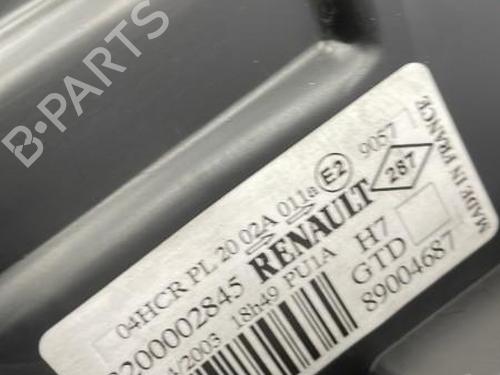 B-PARTS
04HCR PL 20 02A 011a E2 9057
RENAULT 287
200002845 H7
/2003 18h49 PU1A GTD
89004687
MADE IN FRANCE